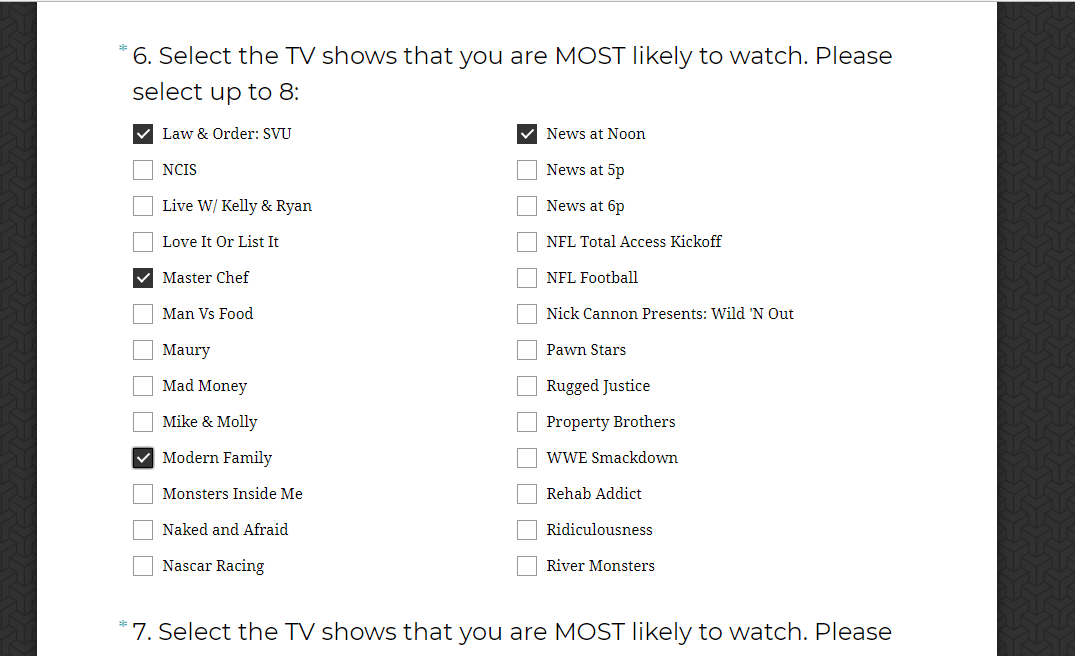 * 6. Select the TV shows that you are MOST likely to watch. Please
select up to 8:
Law & Order: SVU
NCIS
Live W/ Kelly & Ryan
Love It Or List It
Master Chef
Man Vs Food
Maury
Mad Money
Mike & Molly
Modern Family
Monsters Inside Me
Naked and Afraid
Nascar Racing
News at Noon
News at 5p
News at 6p
NFL Total Access Kickoff
NFL Football
Nick Cannon Presents: Wild 'N Out
Pawn Stars
Rugged Justice
Property Brothers
WWE Smackdown
Rehab Addict
Ridiculousness
River Monsters
* 7. Select the TV shows that you are MOST likely to watch. Please